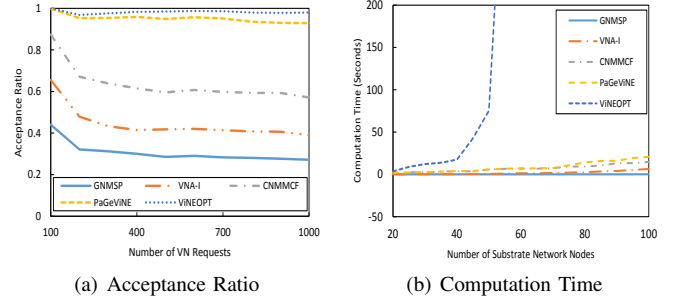 Acceptance Ratio
1
0.8
0.6
0.4
0.2
0
GNMSP
VNA-I
CNMMCF
PaGeViNE
ViNEOPT
100
400
700
1000
Number of VN Requests
(a) Acceptance Ratio
Computation Time (Seconds)
200
150
100
50
0
-50
GNMSP
VNA-I
CNMMCF
PaGeViNE
ViNEOPT
20
40
60
80
100
Number of Substrate Network Nodes
(b) Computation Time